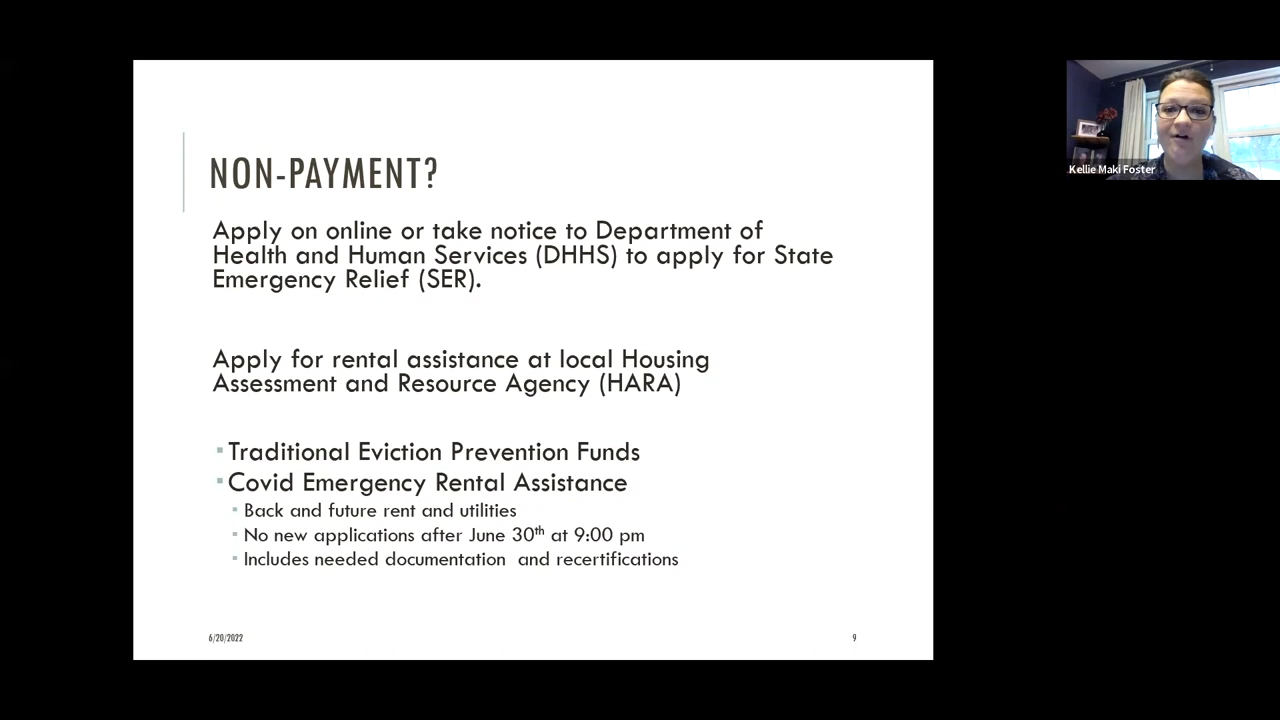 NON-PAYMENT?
Apply on online or take notice to Department of
Health and Human Services (DHHS) to apply for State
Emergency Relief (SER).
Apply for rental assistance at local Housing
Assessment and Resource Agency (HARA)
▪ Traditional Eviction Prevention Funds
▪ Covid Emergency Rental Assistance
▪ Back and future rent and utilities
▪ No new applications after June 30th at 9:00 pm
▪ Includes needed documentation  and recertifications
6/20/2022
9
Kellie Maki Foster